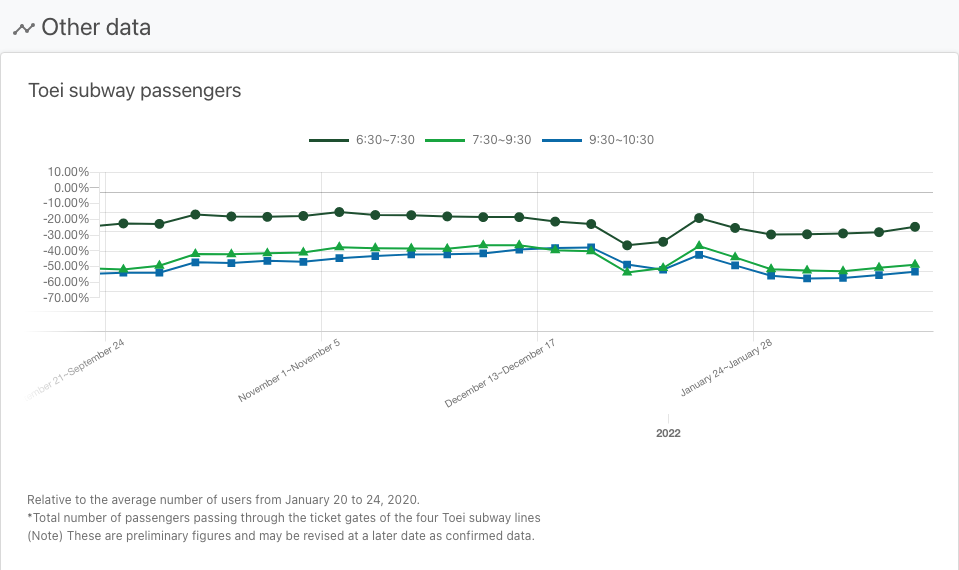 Other data
Toei subway passengers
6:30~7:30 7:30~9:30 9:30~10:30
10.00%
0.00%
-10.00%
-20.00%
-30.00%
-40.00%
-50.00%
-60.00%
-70.00%
21~September 24
November 1~November 5
December 13~December 17
January 24~January 28
2022
Relative to the average number of users from January 20 to 24, 2020.
*Total number of passengers passing through the ticket gates of the four Toei subway lines
(Note) These are preliminary figures and may be revised at a later date as confirmed data.